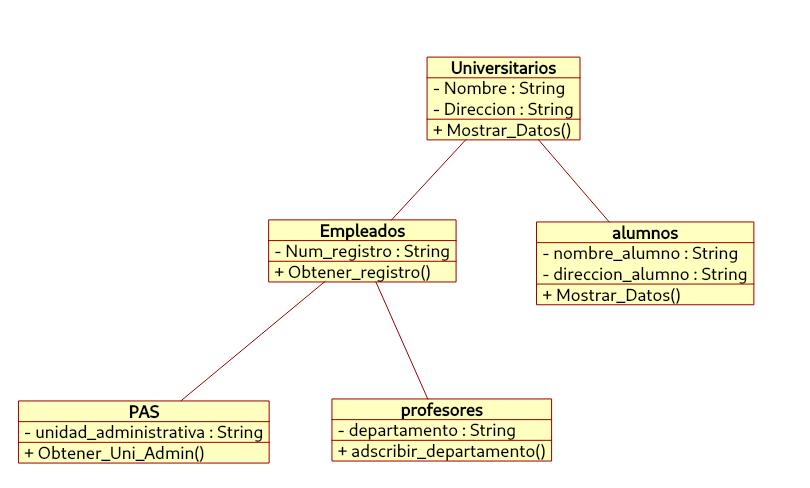 Universitarios
- Nombre : String
- Direccion : String
+ Mostrar_Datos()
Empleados
- Num_registro : String
+ Obtener_registro()
alumnos
- nombre_alumno : String
- direccion_alumno : String
+ Mostrar_Datos()
PAS
- unidad_administrativa : String
+ Obtener_Uni_Admin()
profesores
- departamento : String
+ adscribir_departamento()